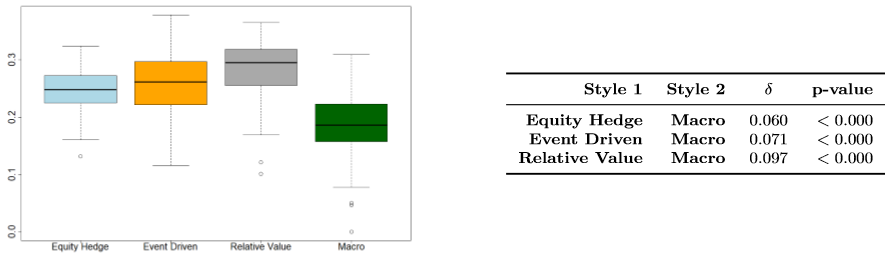 0.3
0.2
0.1
0.0
Equity Hedge Event Driven Relative Value Macro
Style 1 Style 2 δ p-value
Equity Hedge Macro 0.060 < 0.000
Event Driven Macro 0.071 < 0.000
Relative Value Macro 0.097 < 0.000